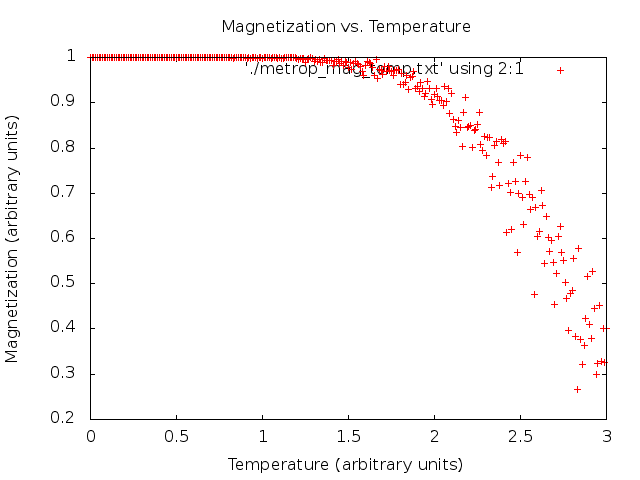 Magnetization vs. Temperature
'./metrop_mag_temp.txt' using 2:1
1
0.9
0.8
0.7
0.6
0.5
0.4
0.3
0.2
Magnetization (arbitrary units)
0 0.5 1 1.5 2 2.5 3
Temperature (arbitrary units)